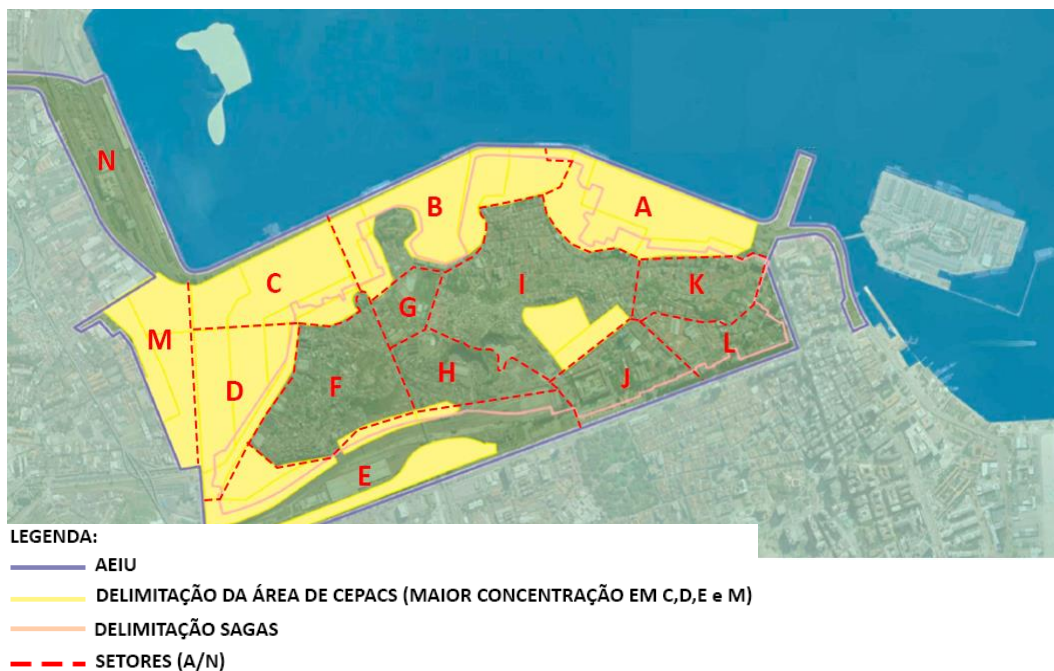 N
B
A
C
I
K
G
M
L
H
J
F
D
E
LEGENDA:
AEIU
DELIMITAÇÃO DA ÁREA DE CEPACS (MAIOR CONCENTRAÇÃO EM C,D,E e M)
DELIMITAÇÃO SAGAS
SETORES (A/N)